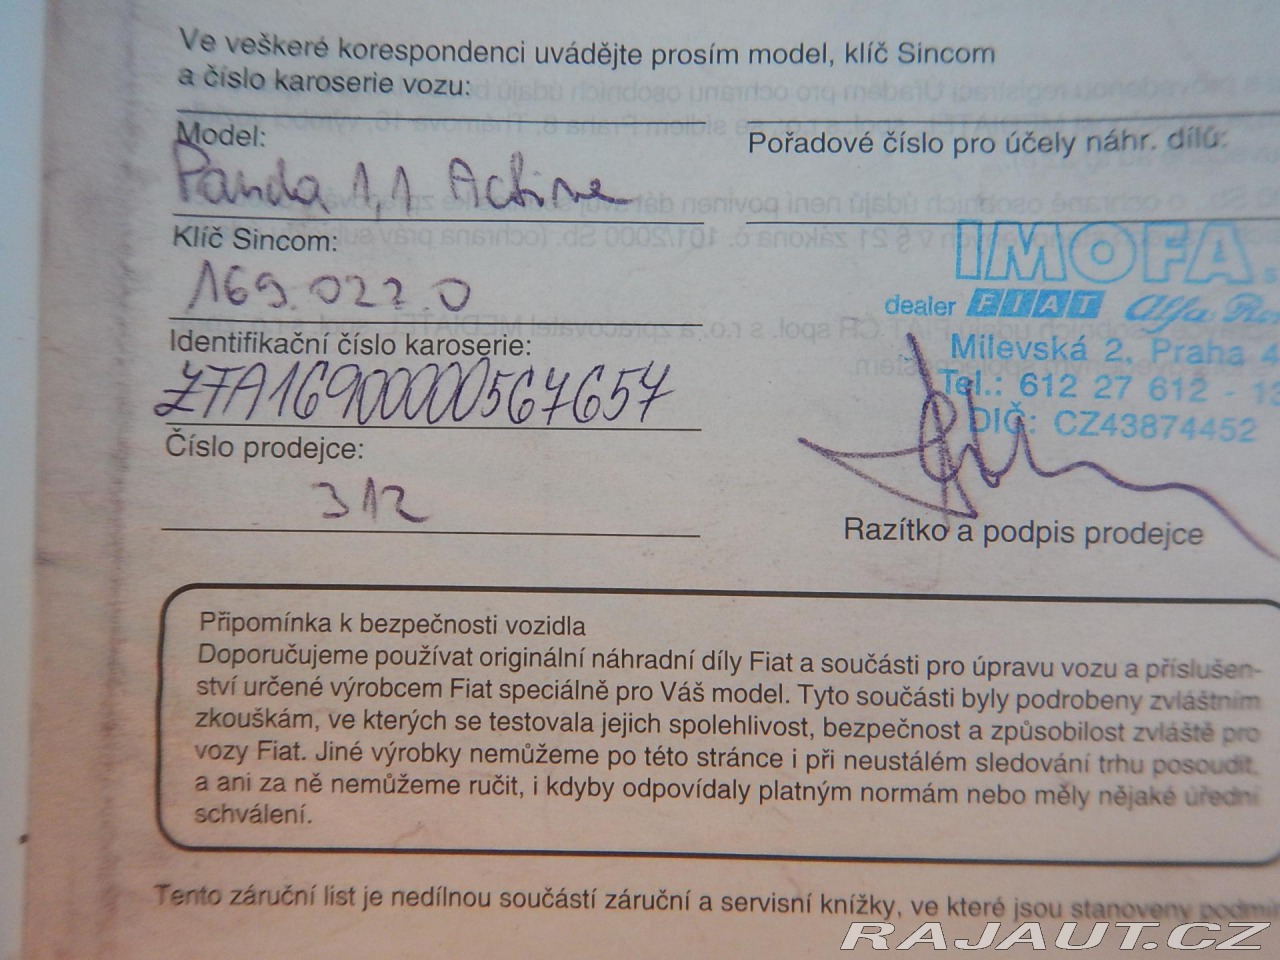 Ve veškeré korespondenci uvádějte prosím model, klíč Sincom
a číslo karoserie vozu:
Model:
Panda 1,1 Active
Pořadové číslo pro účely náhr. dílů:
Klíč Sincom:
169.022.0
IMOFA
dealer FIAT Alfa Ro
Milevská 2, Praha 4
Tel.: 612 27 612 - 13
DIČ: CZ43874452
Identifikační číslo karoserie:
ZFA16900000567657
Číslo prodejce:
312
Razítko a podpis prodejce
Připomínka k bezpečnosti vozidla
Doporučujeme používat originální náhradní díly Fiat a součásti pro úpravu vozu a příslušen-
ství určené výrobcem Fiat speciálně pro Váš model. Tyto součásti byly podrobeny zvláštním
zkouškám, ve kterých se testovala jejich spolehlivost, bezpečnost a způsobilost zvláště pro
vozy Fiat. Jiné výrobky nemůžeme po této stránce i při neustálém sledování trhu posoudit,
a ani za ně nemůžeme ručit, i kdyby odpovídaly platným normám nebo měly nějaké úřední
schválení.
Tento záruční list je nedílnou součástí záruční a servisní knížky, ve které jsou stanoveny podmí
RAJAUT.CZ